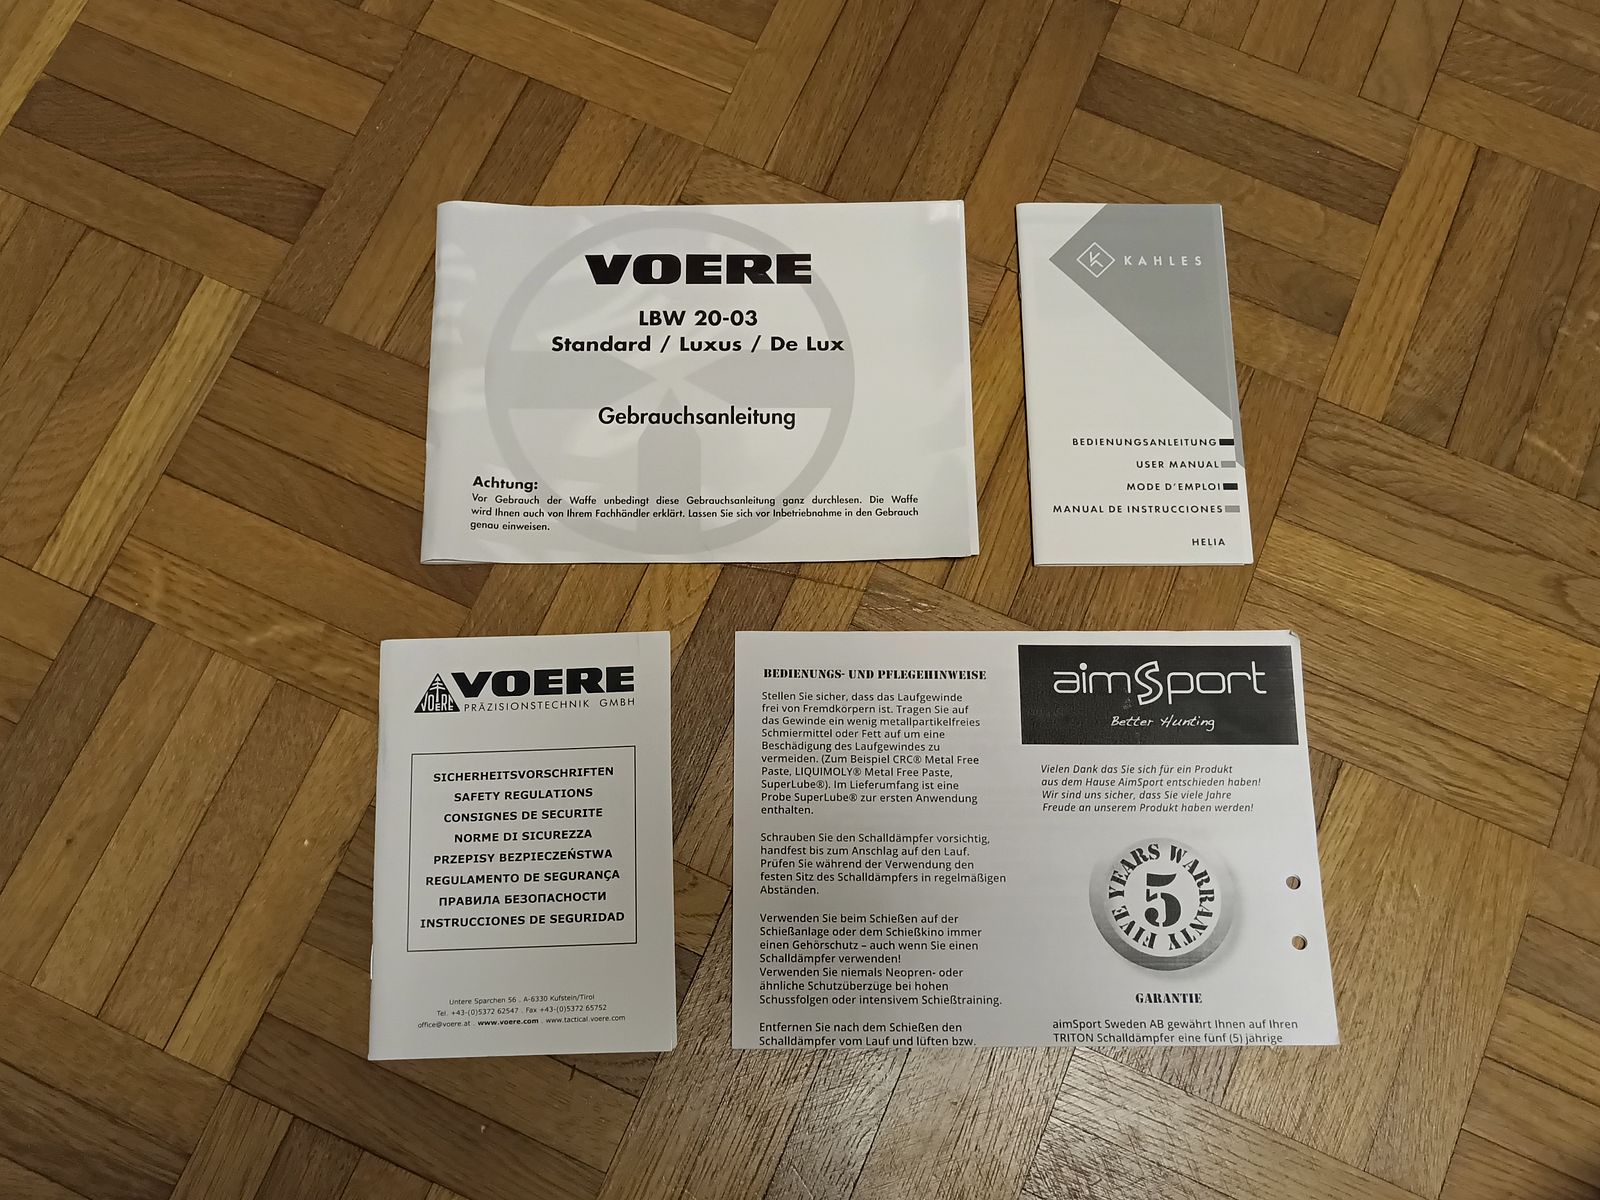 VOERE
LBW 20-03
Standard / Luxus / De Lux
Gebrauchsanleitung
Achtung:
Vor Gebrauch der Waffe unbedingt diese Gebrauchsanleitung ganz durchlesen. Die Waffe
wird Ihnen auch von Ihrem Fachhändler erklärt. Lassen Sie sich vor Inbetriebnahme in den Gebrauch
genau einweisen.
KAHLES
BEDIENUNGSANLEITUNG
USER MANUAL
MODE D'EMPLOI
MANUAL DE INSTRUCCIONES
HELIA
VOERE
VOERE
PRÄZISIONSTECHNIK GMBH
SICHERHEITSVORSCHRIFTEN
SAFETY REGULATIONS
CONSIGNES DE SECURITE
NORME DI SICUREZZA
PRZEPISY BEZPIECZEŃSTWA
REGULAMENTO DE SEGURANÇA
ПРАВИЛА БЕЗОПАСНОСТИ
INSTRUCCIONES DE SEGURIDAD
Untere Sparchen 56 . A-6330 Kufstein/Tirol
Tel. +43-(0)5372 62547 . Fax +43-(0)5372 65752
office@voere.at . www.voere.com . www.tactical.voere.com
BEDIENUNGS- UND PFLEGEHINWEISE
Stellen Sie sicher, dass das Laufgewinde
frei von Fremdkörpern ist. Tragen Sie auf
das Gewinde ein wenig metallpartikelfreies
Schmiermittel oder Fett auf um eine
Beschädigung des Laufgewindes zu
vermeiden. (Zum Beispiel CRC® Metal Free
Paste, LIQUIMOLY® Metal Free Paste,
SuperLube®). Im Lieferumfang ist eine
Probe SuperLube® zur ersten Anwendung
enthalten.
Schrauben Sie den Schalldämpfer vorsichtig,
handfest bis zum Anschlag auf den Lauf.
Prüfen Sie während der Verwendung den
festen Sitz des Schalldämpfers in regelmäßigen
Abständen.
Verwenden Sie beim Schießen auf der
Schießanlage oder dem Schießkino immer
einen Gehörschutz – auch wenn Sie einen
Schalldämpfer verwenden!
Verwenden Sie niemals Neopren- oder
ähnliche Schutzüberzüge bei hohen
Schussfolgen oder intensivem Schießtraining.
Entfernen Sie nach dem Schießen den
Schalldämpfer vom Lauf und lüften bzw.
aimSport
Better Hunting
Vielen Dank das Sie sich für ein Produkt
aus dem Hause AimSport entschieden haben!
Wir sind uns sicher, dass Sie viele Jahre
Freude an unserem Produkt haben werden!
FIVE YEARS WARRANTY
5
GARANTIE
aimSport Sweden AB gewährt Ihnen auf Ihren
TRITON Schalldämpfer eine fünf (5) jährige